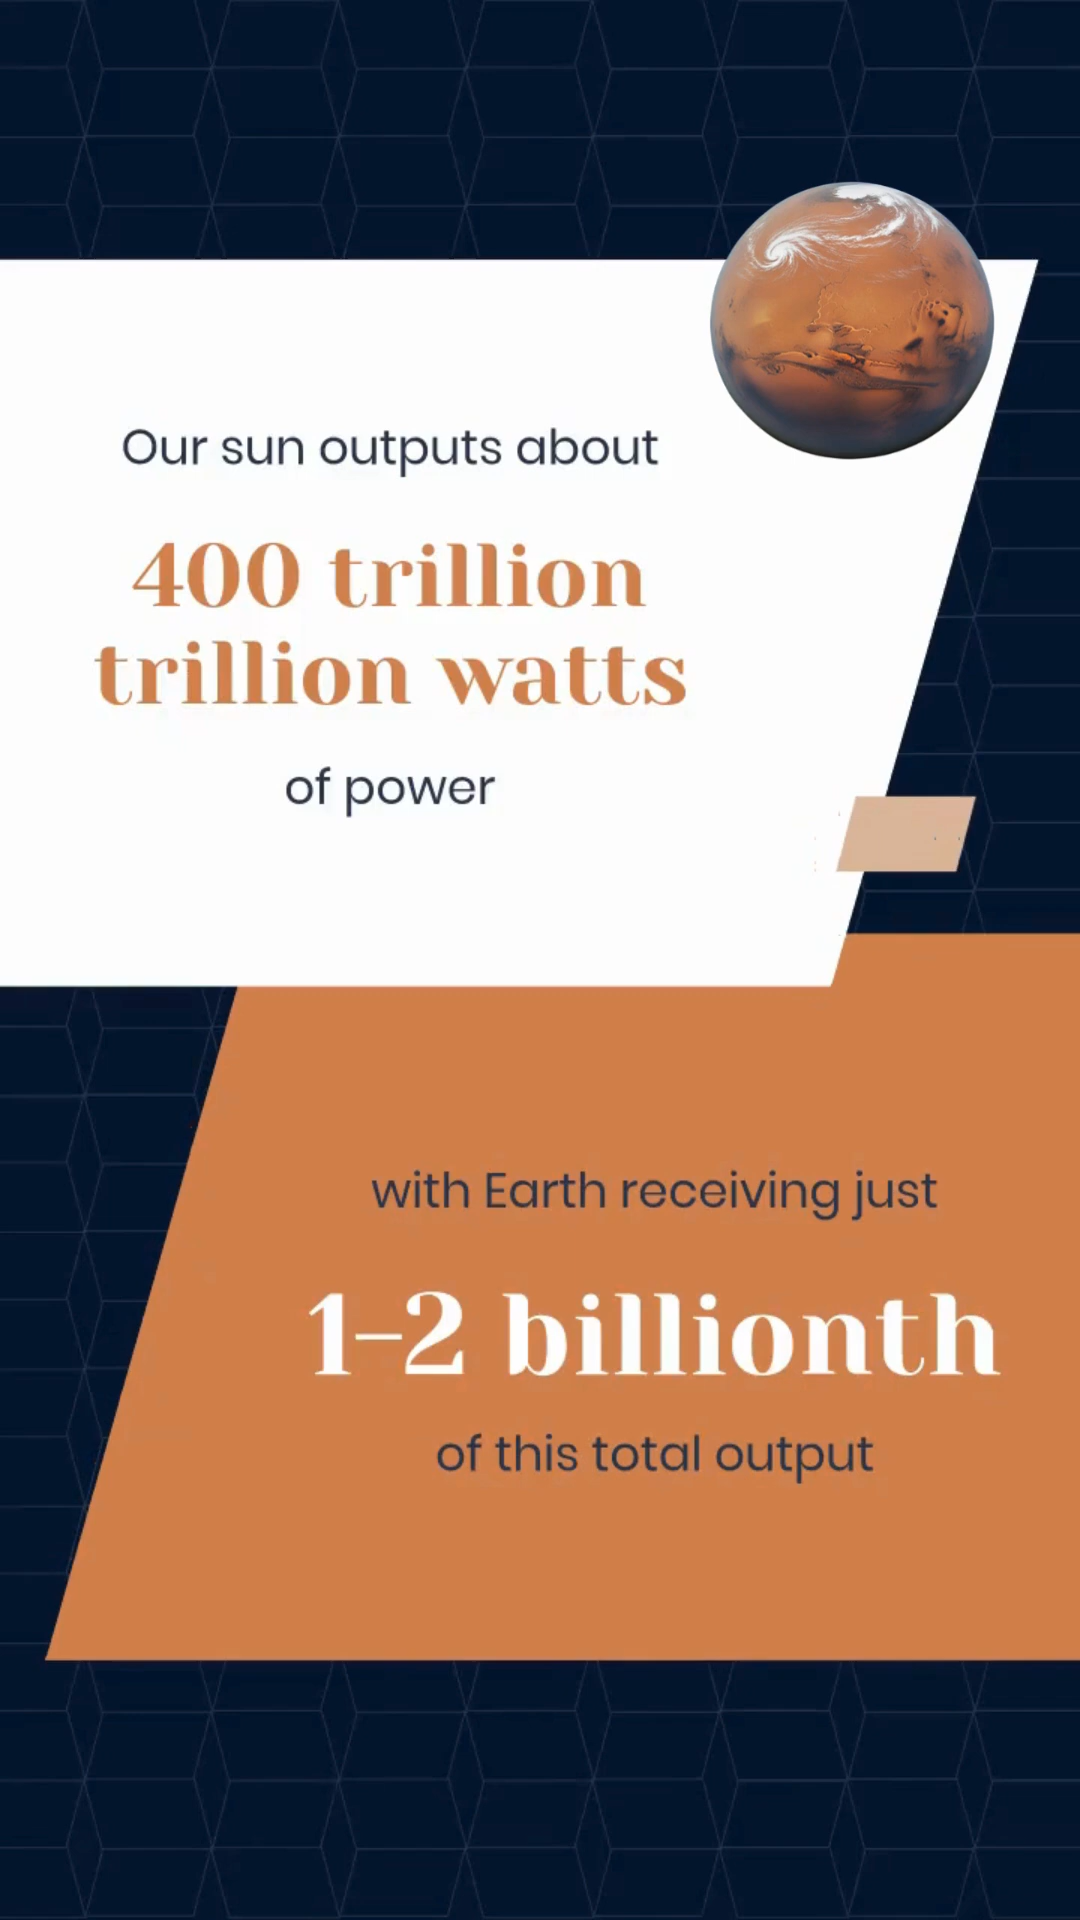 Our sun outputs about
400 trillion
trillion watts
of power
with Earth receiving just
1–2 billionth
of this total output